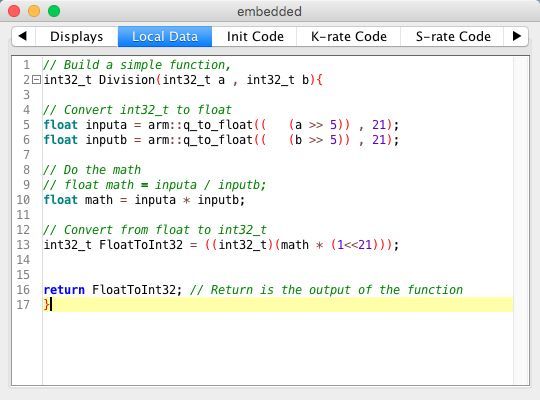 embedded
Displays Local Data Init Code K-rate Code S-rate Code
1 // Build a simple function,
2 int32_t Division(int32_t a , int32_t b){
3
4 // Convert int32_t to float
5 float inputa = arm::q_to_float((   (a >> 5)) , 21);
6 float inputb = arm::q_to_float((   (b >> 5)) , 21);
7
8 // Do the math
9 // float math = inputa / inputb;
10 float math = inputa * inputb;
11
12 // Convert from float to int32_t
13 int32_t FloatToInt32 = ((int32_t)(math * (1<<21)));
14
15
16 return FloatToInt32; // Return is the output of the function
17 }